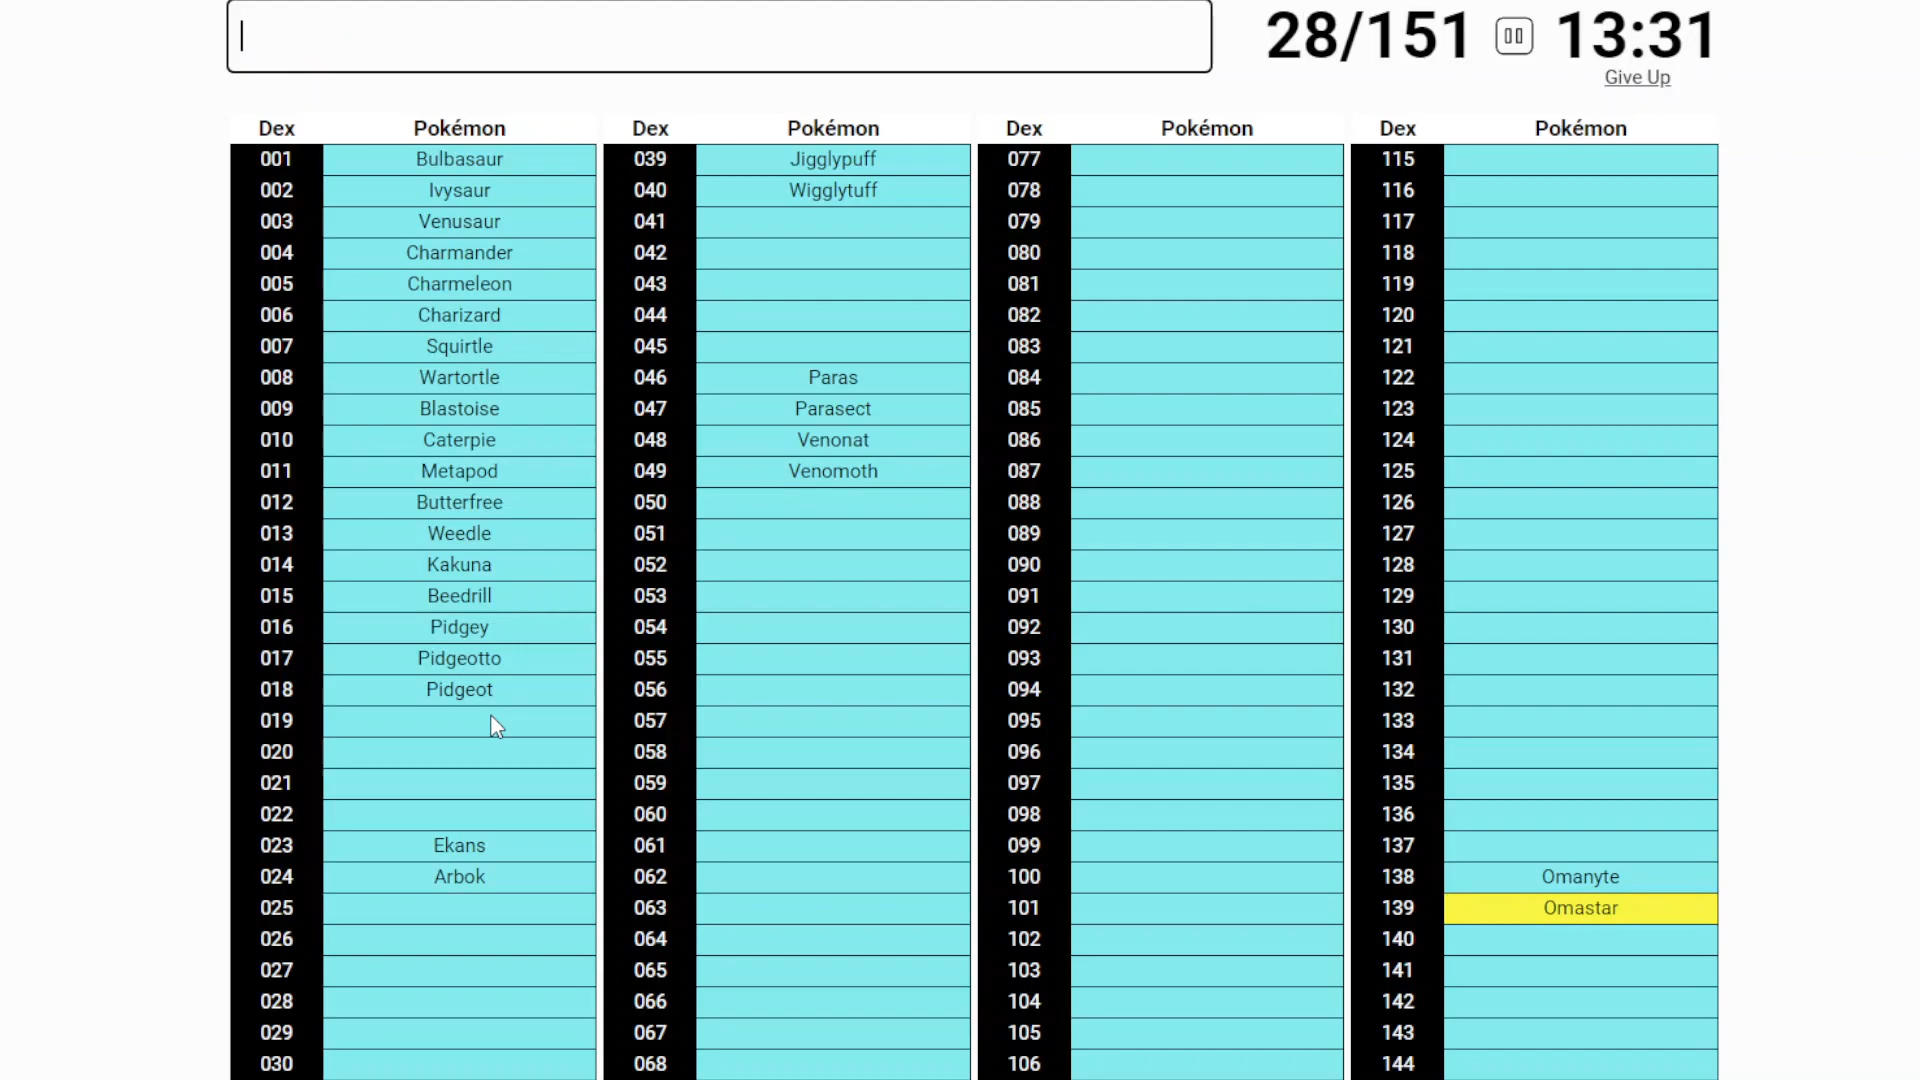 28/151 13:31
Give Up
Dex Pokémon Dex Pokémon Dex Pokémon Dex Pokémon
001 Bulbasaur 039 Jigglypuff 077 115
002 Ivysaur 040 Wigglytuff 078 116
003 Venusaur 041 079 117
004 Charmander 042 080 118
005 Charmeleon 043 081 119
006 Charizard 044 082 120
007 Squirtle 045 083 121
008 Wartortle 046 Paras 084 122
009 Blastoise 047 Parasect 085 123
010 Caterpie 048 Venonat 086 124
011 Metapod 049 Venomoth 087 125
012 Butterfree 050 088 126
013 Weedle 051 089 127
014 Kakuna 052 090 128
015 Beedrill 053 091 129
016 Pidgey 054 092 130
017 Pidgeotto 055 093 131
018 Pidgeot 056 094 132
019 057 095 133
020 058 096 134
021 059 097 135
022 060 098 136
023 Ekans 061 099 137
024 Arbok 062 100 138 Omanyte
025 063 101 139 Omastar
026 064 102 140
027 065 103 141
028 066 104 142
029 067 105 143
030 068 106 144